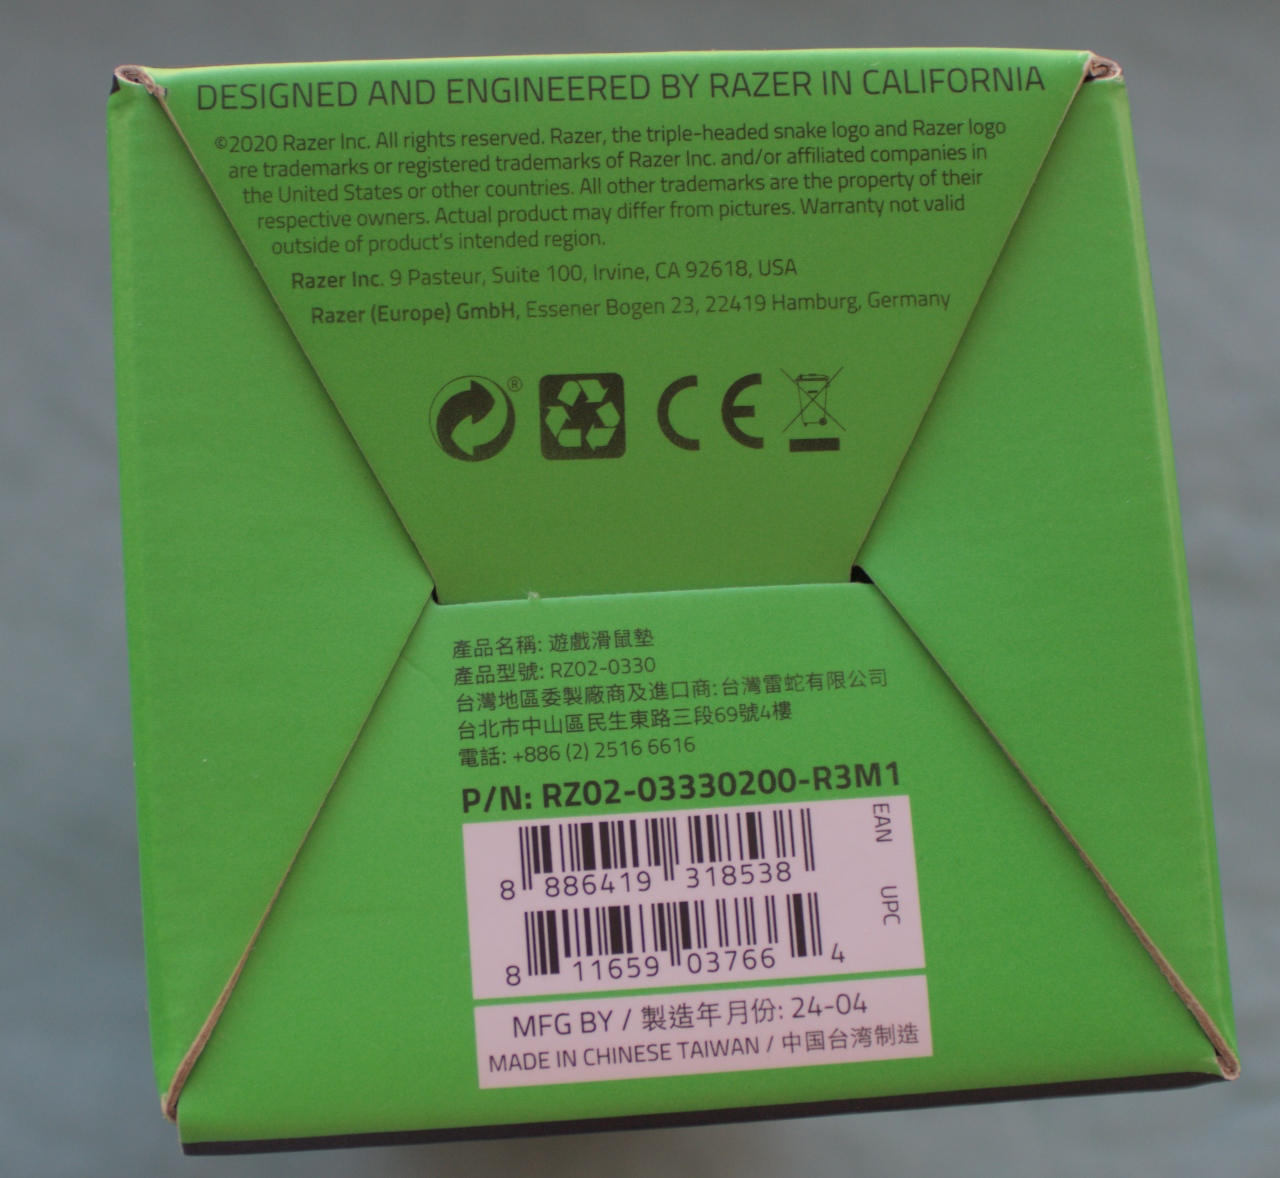 DESIGNED AND ENGINEERED BY RAZER IN CALIFORNIA
©2020 Razer Inc. All rights reserved. Razer, the triple-headed snake logo and Razer logo
are trademarks or registered trademarks of Razer Inc. and/or affiliated companies in
the United States or other countries. All other trademarks are the property of their
respective owners. Actual product may differ from pictures. Warranty not valid
outside of product's intended region.
Razer Inc. 9 Pasteur, Suite 100, Irvine, CA 92618, USA
Razer (Europe) GmbH, Essener Bogen 23, 22419 Hamburg, Germany
®
CE
產品名稱: 遊戲滑鼠墊
產品型號: RZ02-0330
台灣地區委製廠商及進口商: 台灣雷蛇有限公司
台北市中山區民生東路三段69號4樓
電話: +886 (2) 2516 6616
P/N: RZ02-03330200-R3M1
EAN
8 886419 318538
UPC
8 11659 03766 4
MFG BY / 製造年月份: 24-04
MADE IN CHINESE TAIWAN / 中国台湾制造